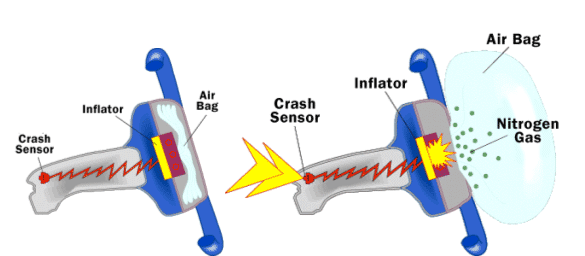 Air
Bag
Inflator
Crash
Sensor
Air Bag
Inflator
Crash
Sensor
Nitrogen
Gas